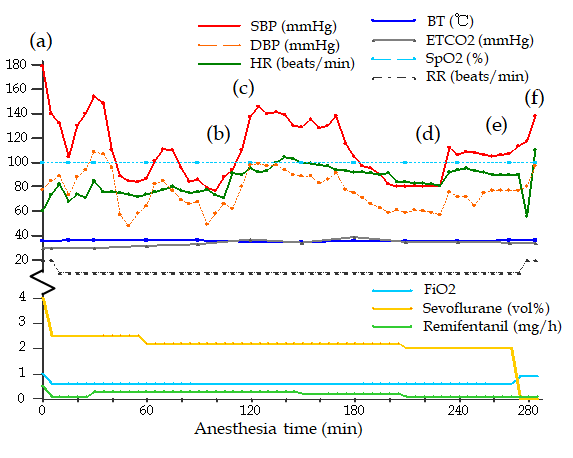 SBP (mmHg)
DBP (mmHg)
HR (beats/min)
BT (℃)
ETCO2 (mmHg)
SpO2 (%)
RR (beats/min)
(a)
(b)
(c)
(d)
(e)
(f)
180
160
140
120
100
80
60
40
20
FiO2
Sevoflurane (vol%)
Remifentanil (mg/h)
4
3
2
1
0
0 60 120 180 240 280
Anesthesia time (min)